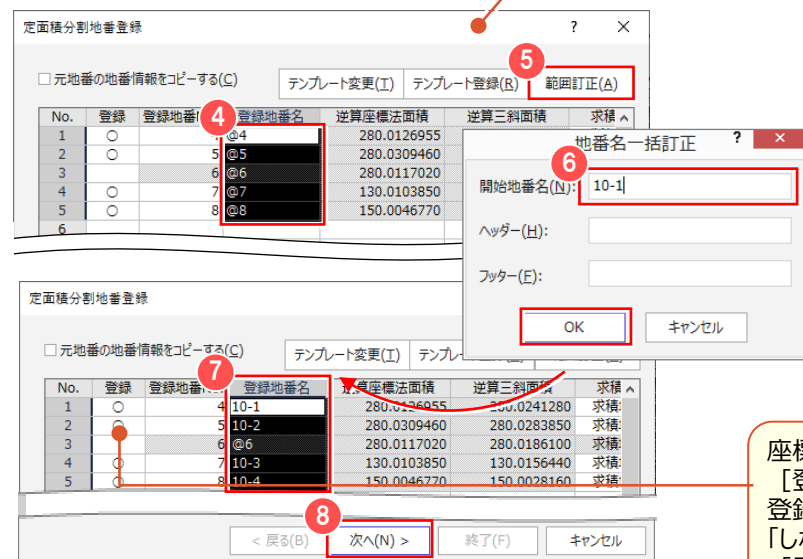 定面積分割地番登録 ? ×
元地番の地番情報をコピーする(C) テンプレート変更(T) テンプレート登録(R) 5 範囲訂正(A)
No. 登録 登録地番 4 登録地番名 逆算座標法面積 逆算三斜面積 求積
1 ○ @4 280.0126955
2 ○ 5 @5 280.0309460
3 6 @6 280.0117020
4 ○ 7 @7 130.0103850
5 ○ 8 @8 150.0046770
6
地番名一括訂正 ? ×
6
開始地番名(N): 10-1
ヘッダー(H):
フッター(F):
OK キャンセル
定面積分割地番登録
元地番の地番情報をコピーする(C) テンプレート変更(T) テンプレ
No. 登録 登録地番 7 登録地番名 逆算座標法面積 逆算三斜面積 求積
1 ○ 4 10-1 280.0126955 280.0241280 求積
2 ○ 5 10-2 280.0309460 280.0283850 求積
3 6 @6 280.0117020 280.0186100 求積
4 ○ 7 10-3 130.0103850 130.0156440 求積
5 ○ 8 10-4 150.0046770 150.0028160 求積
8
< 戻る(B) 次へ(N) > 終了(F) キャンセル
座標
［登
登録
「した